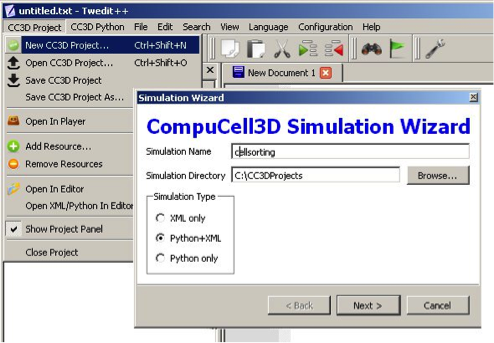 untitled.txt - Twedit++
CC3D Project CC3D Python File Edit Search View Language Configuration Help
New CC3D Project... Ctrl+Shift+N
Open CC3D Project... Ctrl+Shift+O
Save CC3D Project
Save CC3D Project As...
Open In Player
Add Resource...
Remove Resources
Open In Editor
Open XML/Python In Editor
Show Project Panel
Close Project
New Document 1
Simulation Wizard
CompuCell3D Simulation Wizard
Simulation Name cellsorting
Simulation Directory C:\CC3DProjects Browse...
Simulation Type
XML only
Python+XML
Python only
< Back Next > Cancel